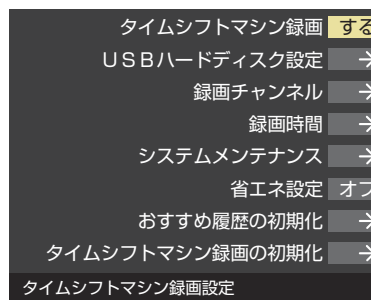 タイムシフトマシン録画 する
USBハードディスク設定 →
録画チャンネル →
録画時間 →
システムメンテナンス →
省エネ設定 オフ
おすすめ履歴の初期化 →
タイムシフトマシン録画の初期化 →
タイムシフトマシン録画設定